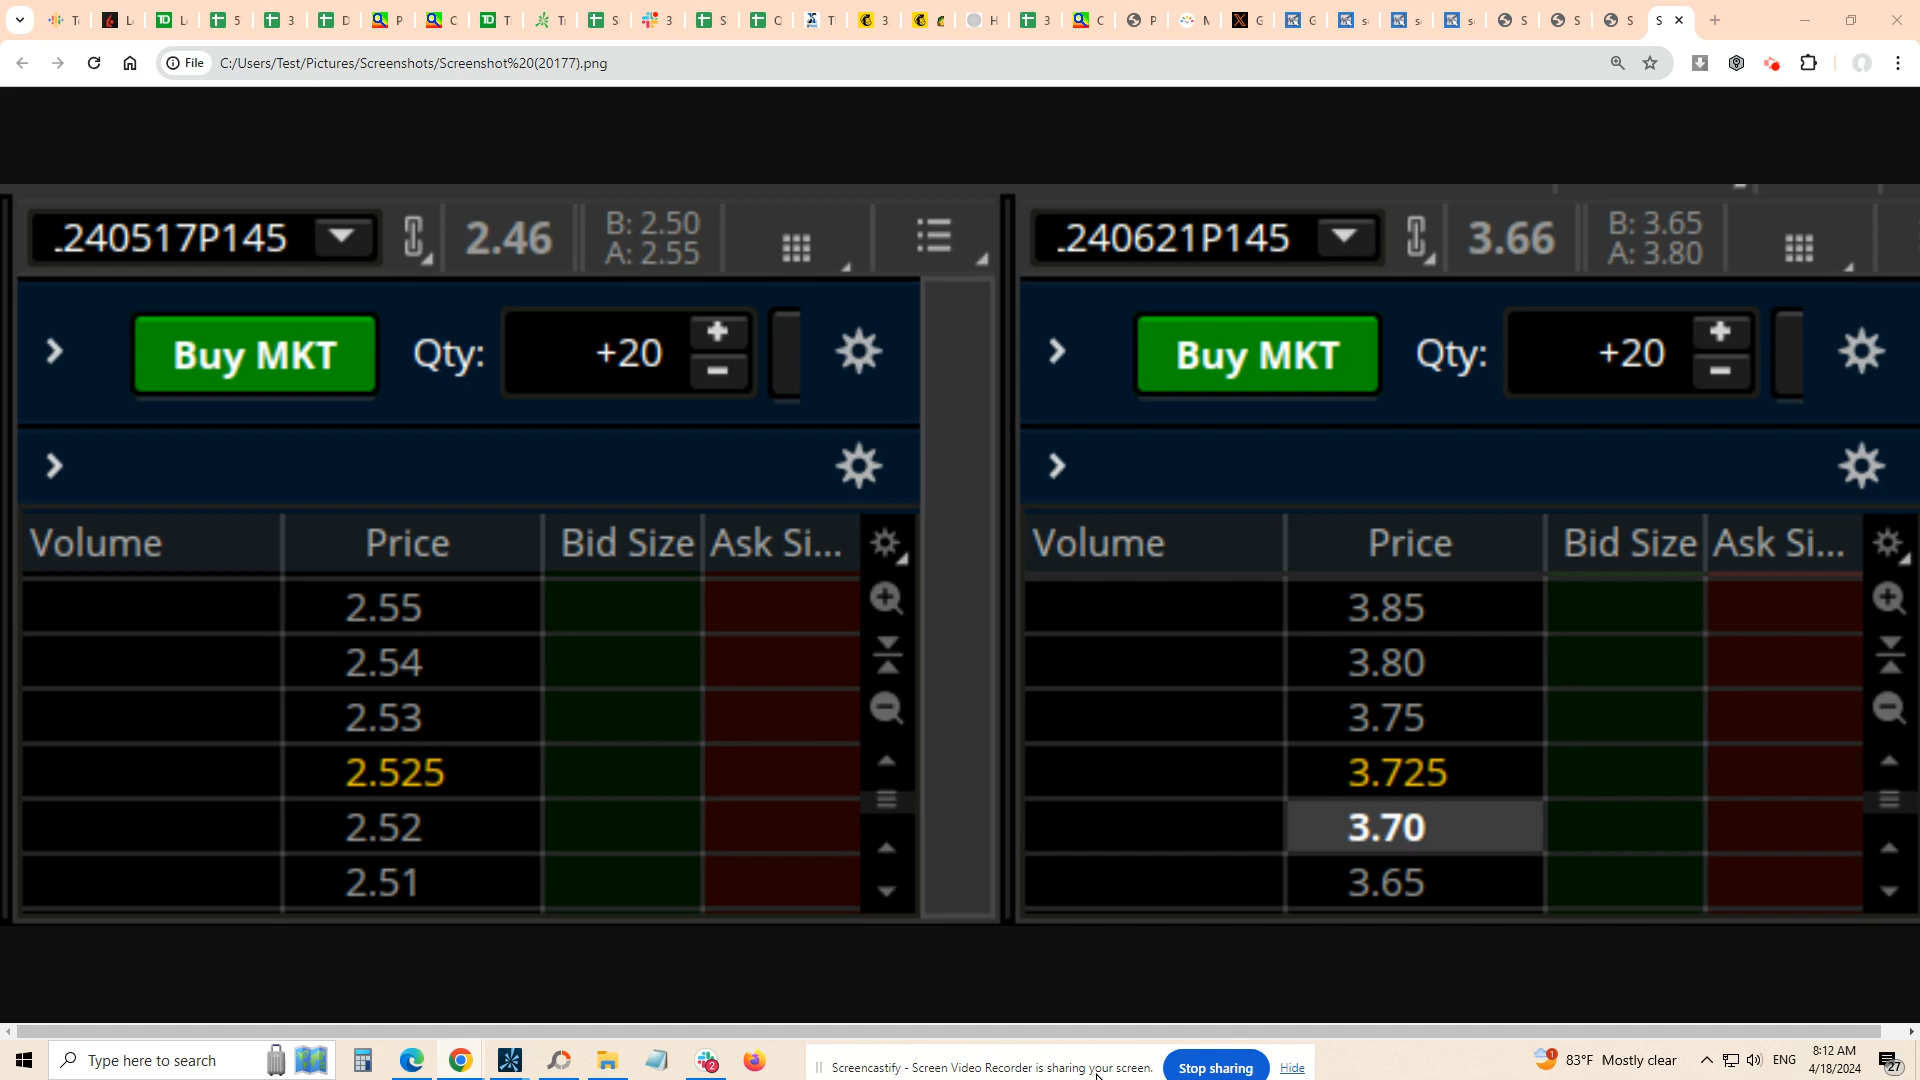 File
C:/Users/Test/Pictures/Screenshots/Screenshot%20(20177).png
.240517P145
2.46
B: 2.50
A: 2.55
.240621P145
3.66
B: 3.65
A: 3.80
Buy MKT
Qty:
+20
Buy MKT
Qty:
+20
Volume Price Bid Size Ask Si...
2.55
2.54
2.53
2.525
2.52
2.51
Volume Price Bid Size Ask Si...
3.85
3.80
3.75
3.725
3.70
3.65
Type here to search
Screencastify - Screen Video Recorder is sharing your screen.
Stop sharing
Hide
83°F Mostly clear
ENG
8:12 AM
4/18/2024
27